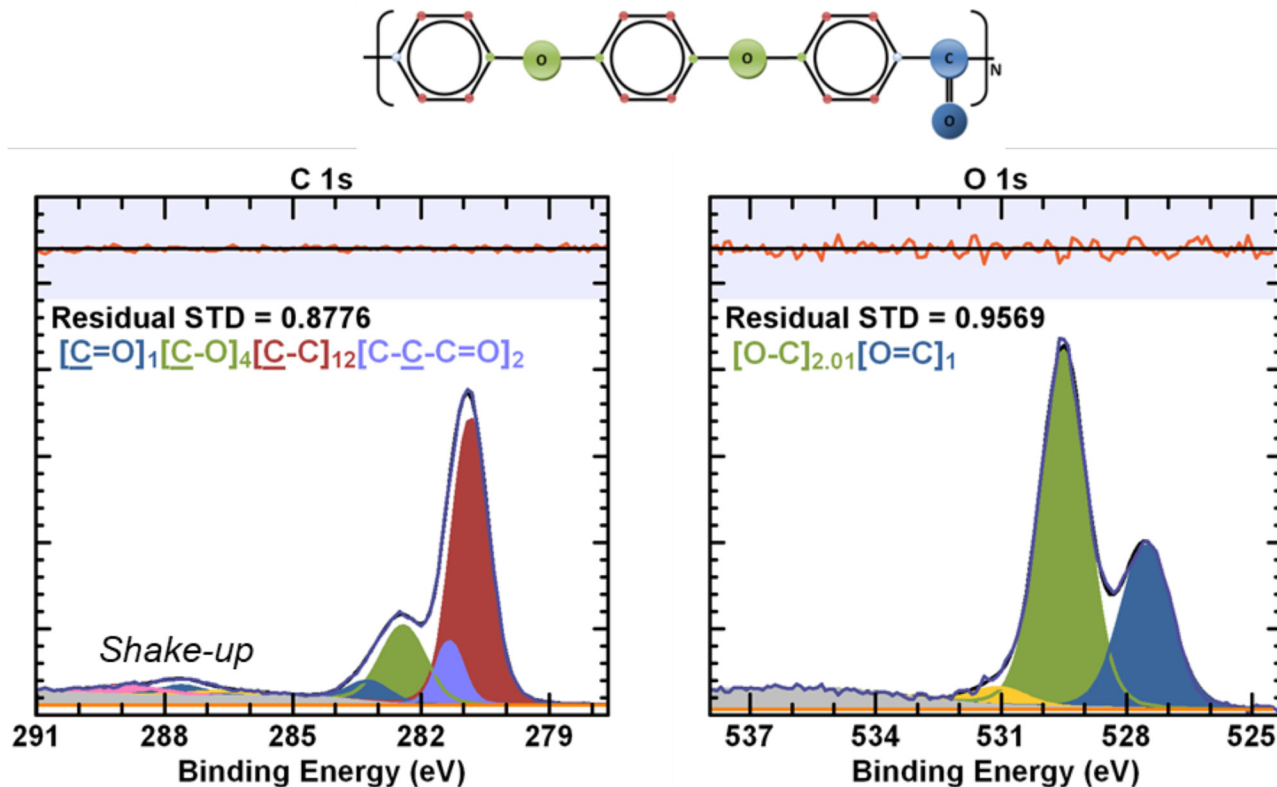 O O C N
O
C 1s
O 1s
Residual STD = 0.8776
[C=O]1[C-O]4[C-C]12[C-C-C=O]2
Residual STD = 0.9569
[O-C]2.01[O=C]1
Shake-up
291 288 285 282 279
537 534 531 528 525
Binding Energy (eV)
Binding Energy (eV)